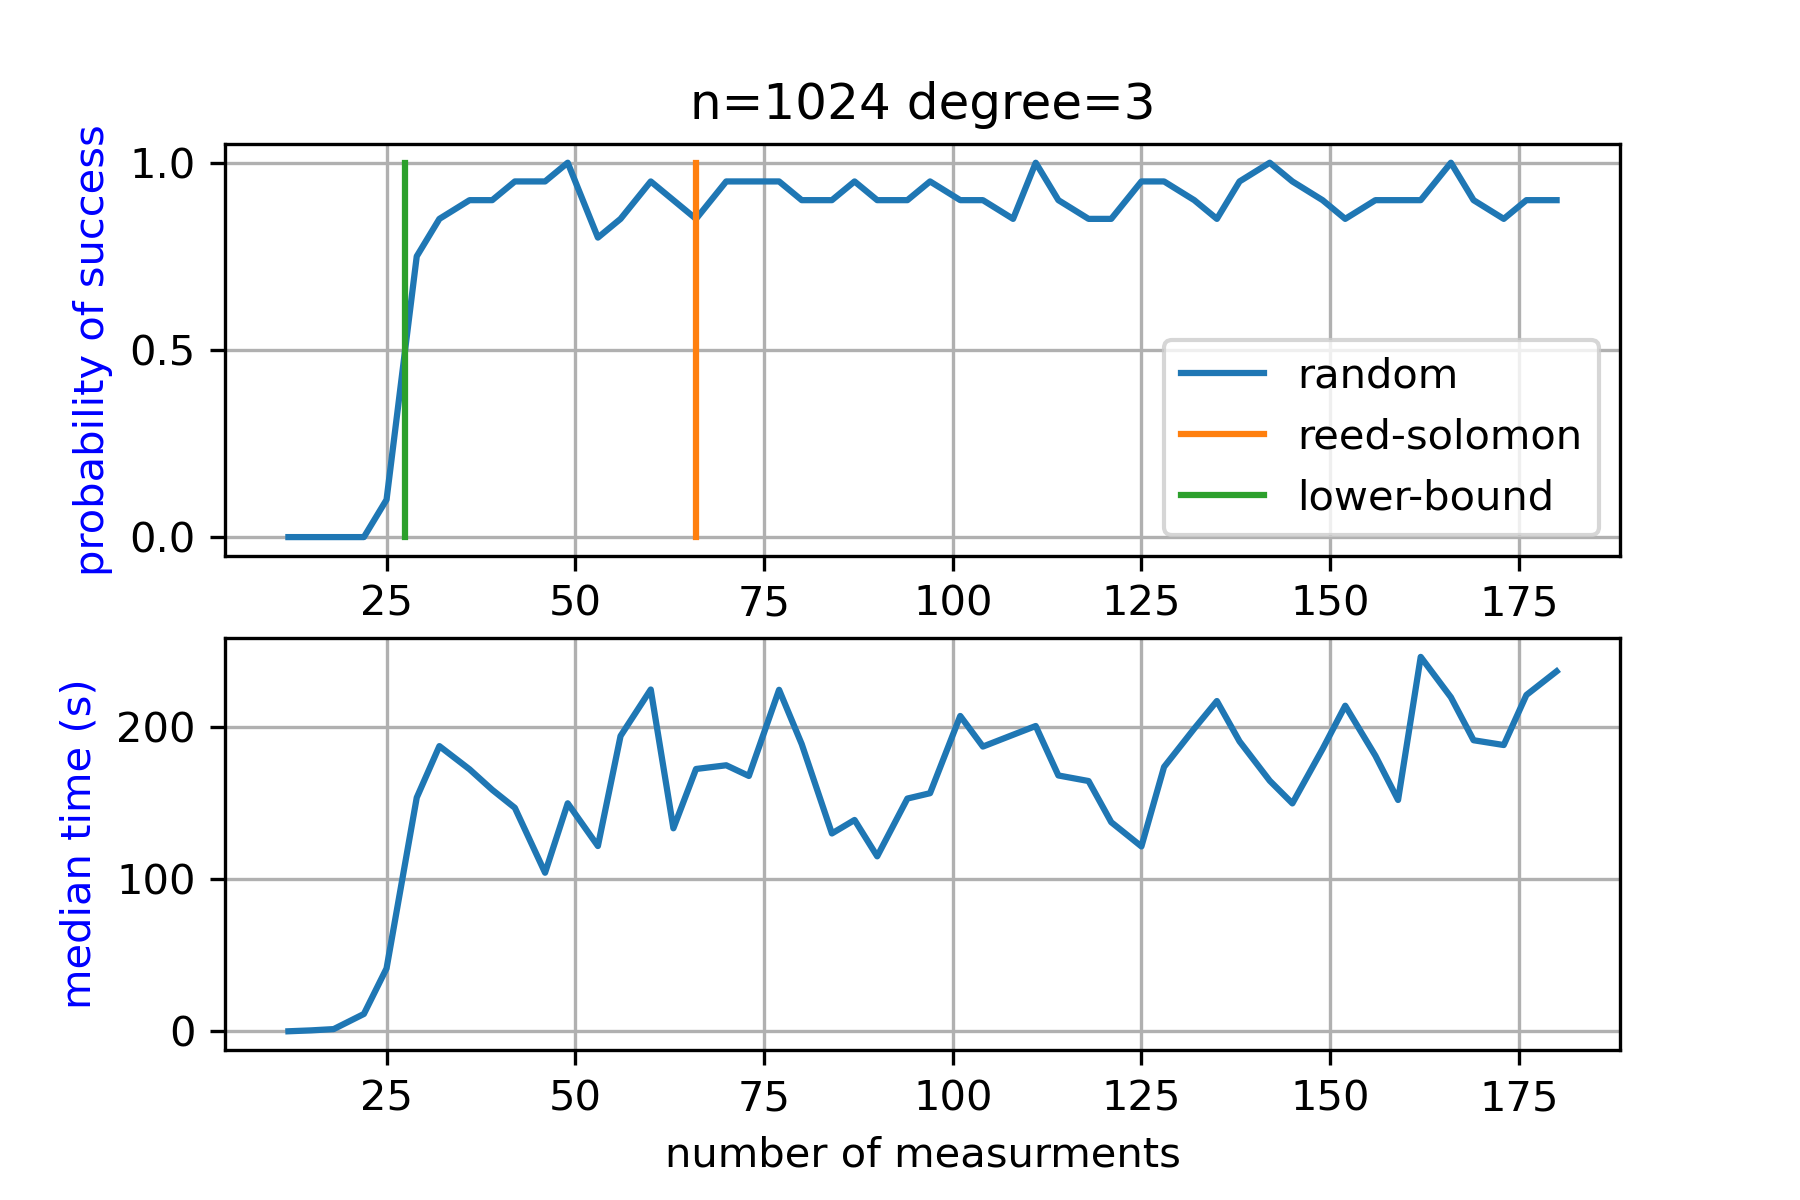 n=1024 degree=3
probability of success
1.0
0.5
0.0
random
reed-solomon
lower-bound
25 50 75 100 125 150 175
median time (s)
200
100
0
25 50 75 100 125 150 175
number of measurments